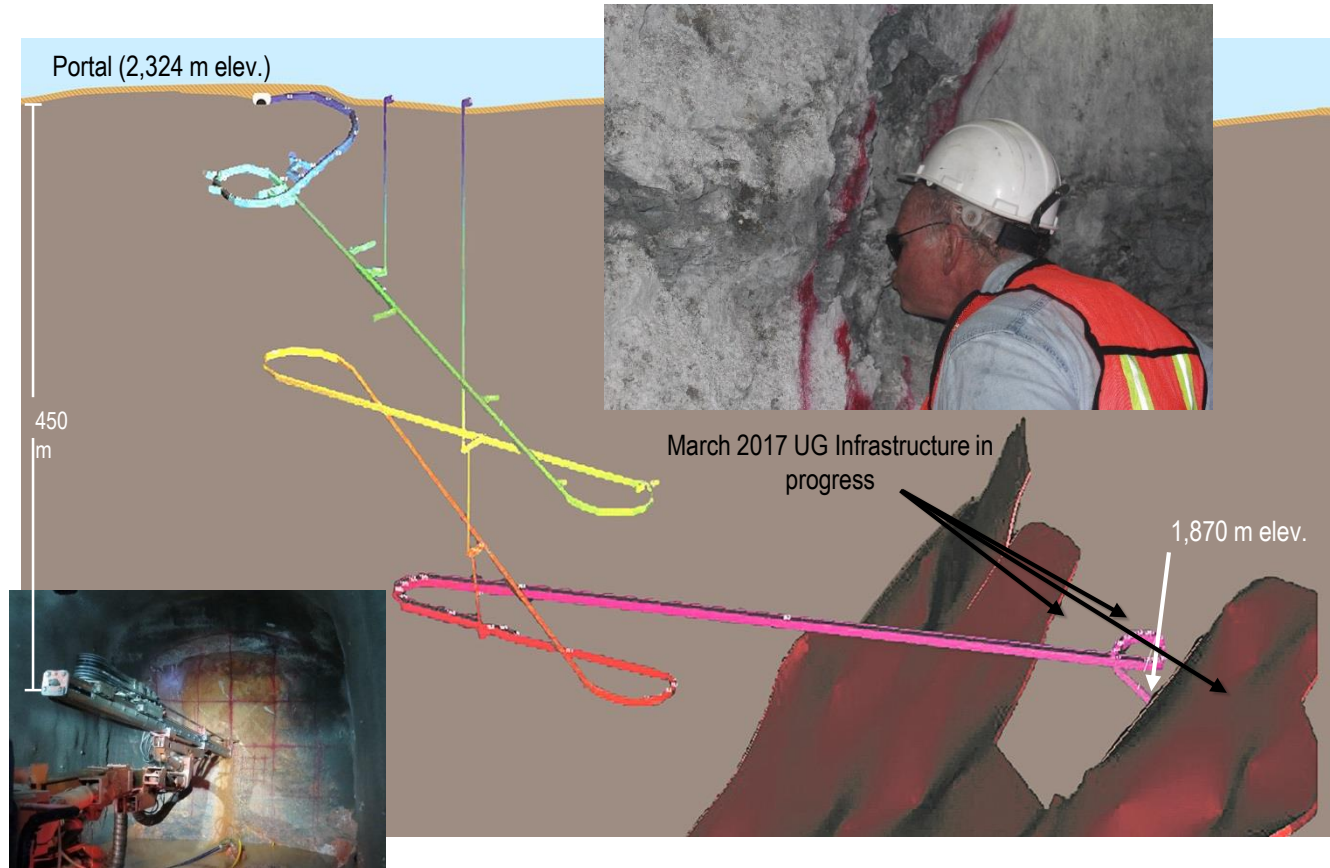 Portal (2,324 m elev.)
450
m
March 2017 UG Infrastructure in
progress
1,870 m elev.